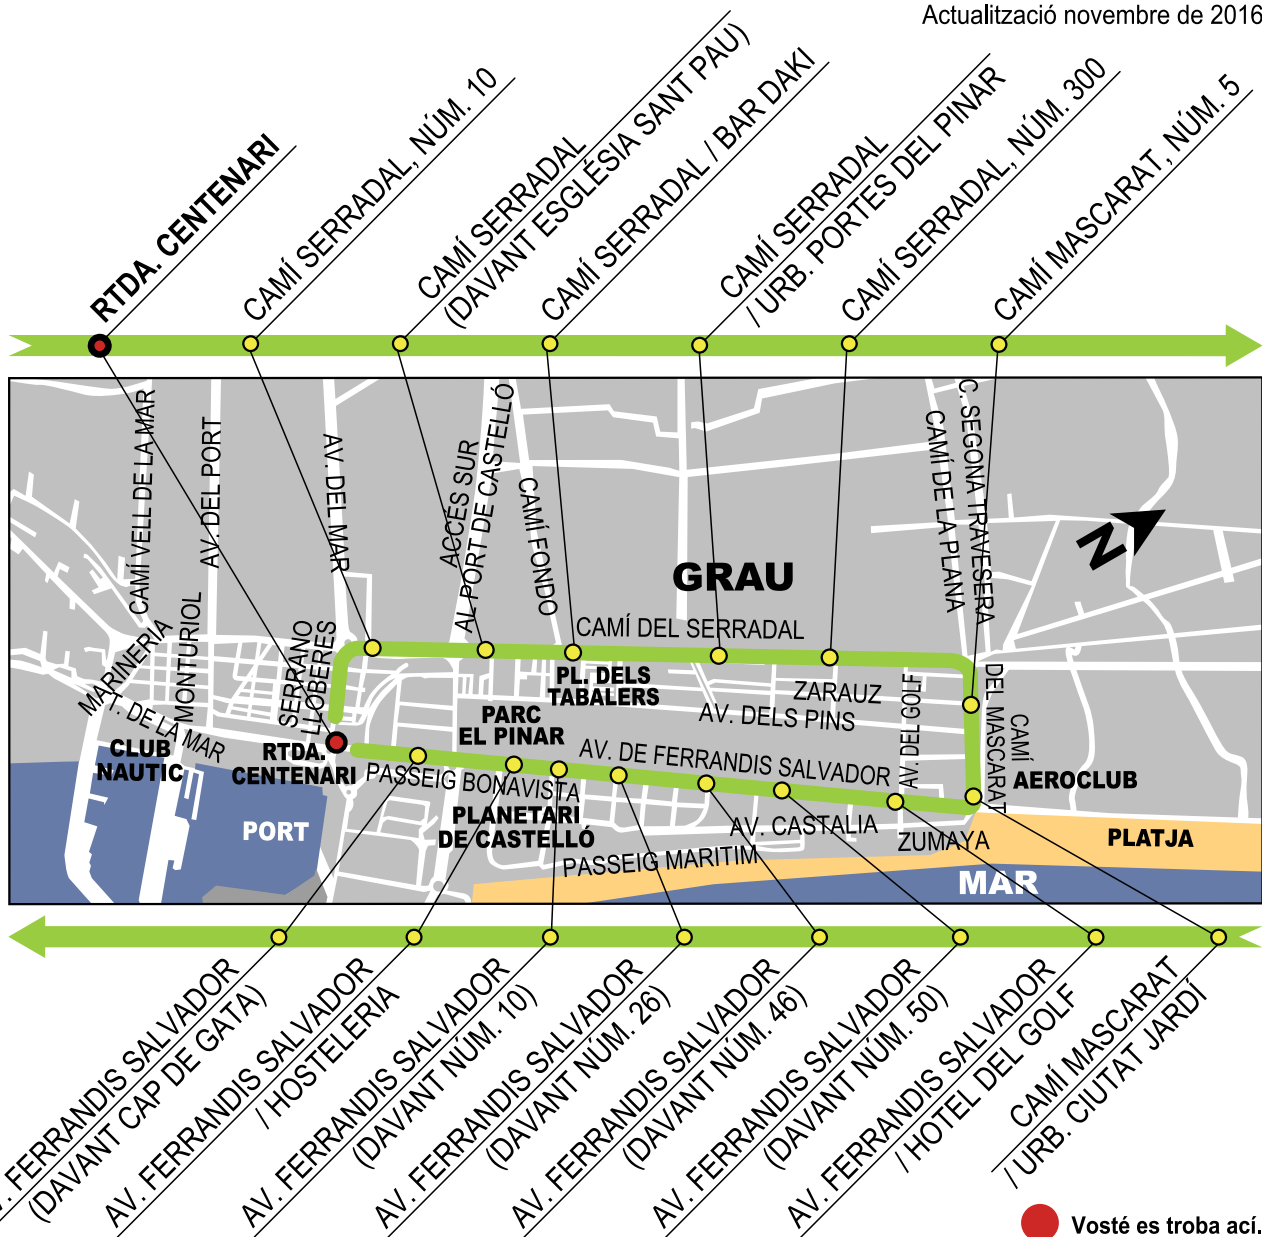 Actualització novembre de 2016
RTDA. CENTENARI
CAMÍ SERRADAL, NÚM. 10
CAMÍ SERRADAL
(DAVANT ESGLÉSIA SANT PAU)
CAMÍ SERRADAL / BAR DAKI
CAMÍ SERRADAL
/ URB. PORTES DEL PINAR
CAMÍ SERRADAL, NÚM. 300
CAMÍ MASCARAT, NÚM. 5
CAMÍ VELL DE LA MAR
AV. DEL PORT
AV. DEL MAR
ACCÉS SUR
AL PORT DE CASTELLÓ
CAMÍ FONDO
CAMÍ DE LA PLANA
C. SEGONA TRAVESERA
N
GRAU
CAMÍ DEL SERRADAL
MARINERIA
MONTURIOL
SERRANO
LLOBERES
T. DE LA MAR
PL. DELS
TABALERS
ZARAUZ
AV. DELS PINS
AV. DEL GOLF
CAMÍ
DEL MASCARAT
PARC
EL PINAR
CLUB
NAUTIC
RTDA.
CENTENARI
PASSEIG BONAVISTA
AV. DE FERRANDIS SALVADOR
AEROCLUB
PLANETARI
DE CASTELLÓ
PORT
AV. CASTALIA
ZUMAYA
PASSEIG MARITIM
PLATJA
MAR
V. FERRANDIS SALVADOR
(DAVANT CAP DE GATA)
AV. FERRANDIS SALVADOR
/ HOSTELERIA
AV. FERRANDIS SALVADOR
(DAVANT NÚM. 10)
AV. FERRANDIS SALVADOR
(DAVANT NÚM. 26)
AV. FERRANDIS SALVADOR
(DAVANT NÚM. 46)
AV. FERRANDIS SALVADOR
(DAVANT NÚM. 50)
AV. FERRANDIS SALVADOR
/ HOTEL DEL GOLF
CAMÍ MASCARAT
/ URB. CIUTAT JARDÍ
Vosté es troba ací.